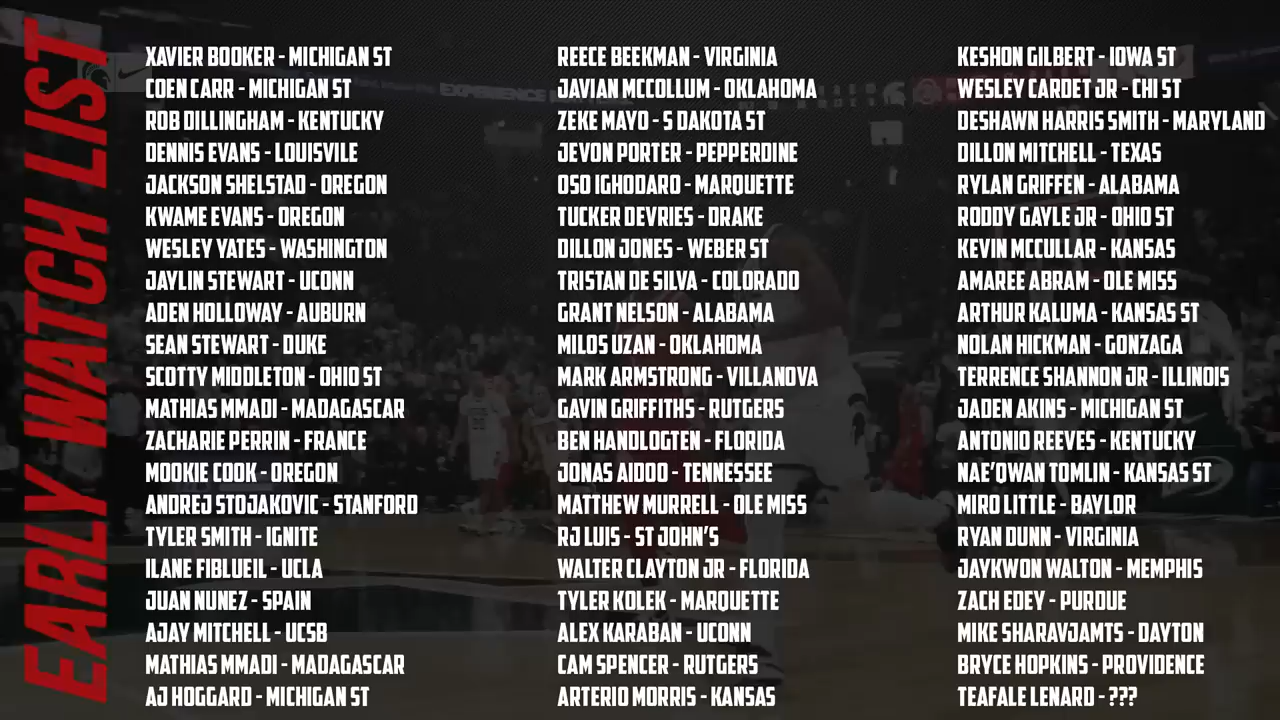 EARLY WATCH LIST
XAVIER BOOKER - MICHIGAN ST
COEN CARR - MICHIGAN ST
ROB DILLINGHAM - KENTUCKY
DENNIS EVANS - LOUISVILE
JACKSON SHELSTAD - OREGON
KWAME EVANS - OREGON
WESLEY YATES - WASHINGTON
JAYLIN STEWART - UCONN
ADEN HOLLOWAY - AUBURN
SEAN STEWART - DUKE
SCOTTY MIDDLETON - OHIO ST
MATHIAS MMADI - MADAGASCAR
ZACHARIE PERRIN - FRANCE
MOOKIE COOK - OREGON
ANDREJ STOJAKOVIC - STANFORD
TYLER SMITH - IGNITE
ILANE FIBLUEIL - UCLA
JUAN NUNEZ - SPAIN
AJAY MITCHELL - UCSB
MATHIAS MMADI - MADAGASCAR
AJ HOGGARD - MICHIGAN ST
REECE BEEKMAN - VIRGINIA
JAVIAN MCCOLLUM - OKLAHOMA
ZEKE MAYO - S DAKOTA ST
JEVON PORTER - PEPPERDINE
OSO IGHODARO - MARQUETTE
TUCKER DEVRIES - DRAKE
DILLON JONES - WEBER ST
TRISTAN DE SILVA - COLORADO
GRANT NELSON - ALABAMA
MILOS UZAN - OKLAHOMA
MARK ARMSTRONG - VILLANOVA
GAVIN GRIFFITHS - RUTGERS
BEN HANDLOGTEN - FLORIDA
JONAS AIDOO - TENNESSEE
MATTHEW MURRELL - OLE MISS
RJ LUIS - ST JOHN'S
WALTER CLAYTON JR - FLORIDA
TYLER KOLEK - MARQUETTE
ALEX KARABAN - UCONN
CAM SPENCER - RUTGERS
ARTERIO MORRIS - KANSAS
KESHON GILBERT - IOWA ST
WESLEY CARDET JR - CHI ST
DESHAWN HARRIS SMITH - MARYLAND
DILLON MITCHELL - TEXAS
RYLAN GRIFFEN - ALABAMA
RODDY GAYLE JR - OHIO ST
KEVIN MCCULLAR - KANSAS
AMAREE ABRAM - OLE MISS
ARTHUR KALUMA - KANSAS ST
NOLAN HICKMAN - GONZAGA
TERRENCE SHANNON JR - ILLINOIS
JADEN AKINS - MICHIGAN ST
ANTONIO REEVES - KENTUCKY
NAE'QWAN TOMLIN - KANSAS ST
MIRO LITTLE - BAYLOR
RYAN DUNN - VIRGINIA
JAYKWON WALTON - MEMPHIS
ZACH EDEY - PURDUE
MIKE SHARAVJAMTS - DAYTON
BRYCE HOPKINS - PROVIDENCE
TEAFALE LENARD - ???